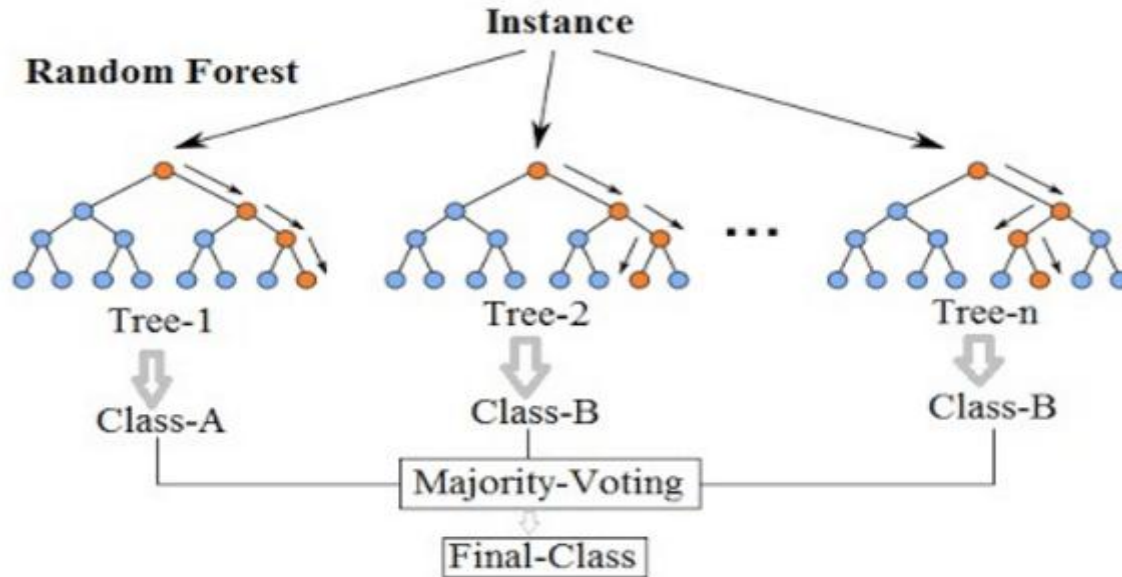 Instance
Random Forest
...
Tree-1
Tree-2
Tree-n
Class-A
Class-B
Class-B
Majority-Voting
Final-Class